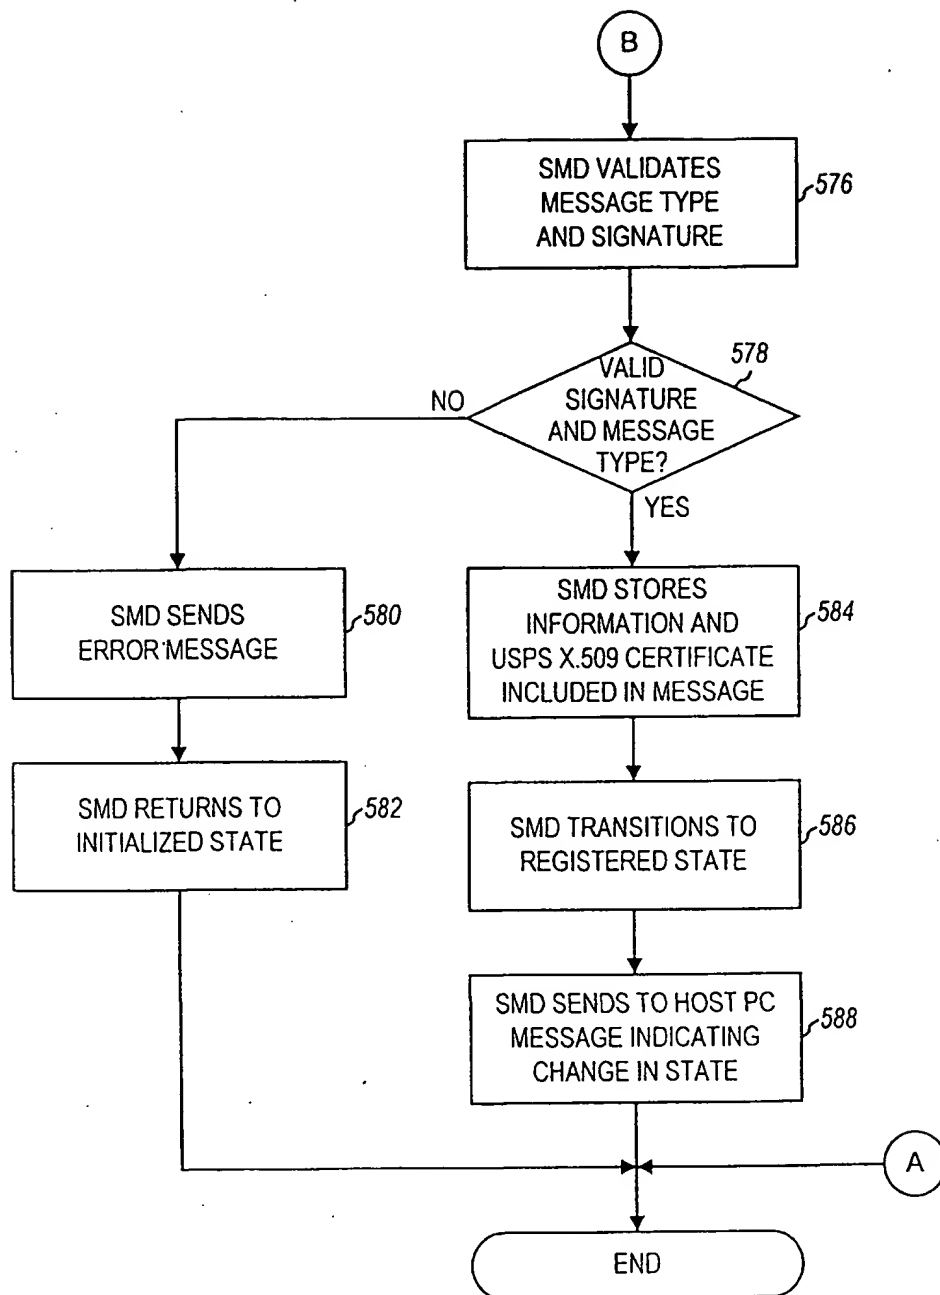 B
SMD VALIDATES
MESSAGE TYPE
AND SIGNATURE
576
578
VALID
SIGNATURE
AND MESSAGE
TYPE?
NO
YES
SMD SENDS
ERROR MESSAGE
580
SMD STORES
INFORMATION AND
USPS X.509 CERTIFICATE
INCLUDED IN MESSAGE
584
SMD RETURNS TO
INITIALIZED STATE
582
SMD TRANSITIONS TO
REGISTERED STATE
586
SMD SENDS TO HOST PC
MESSAGE INDICATING
CHANGE IN STATE
588
A
END